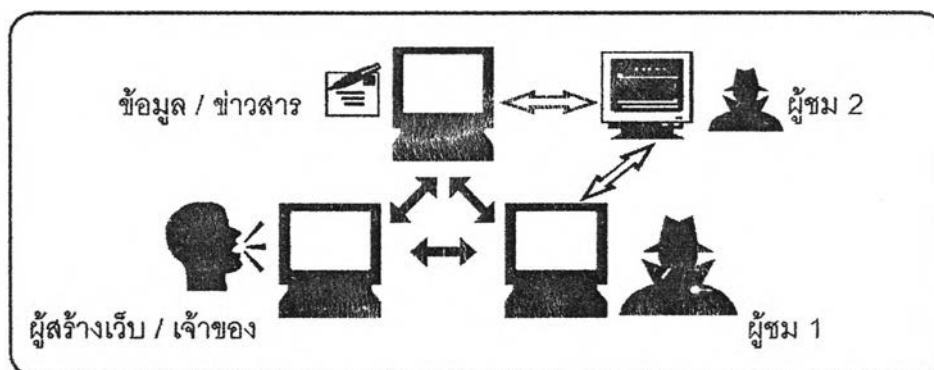 ข้อมูล / ข่าวสาร
ผู้ชม 2
ผู้สร้างเว็บ / เจ้าของ
ผู้ชม 1